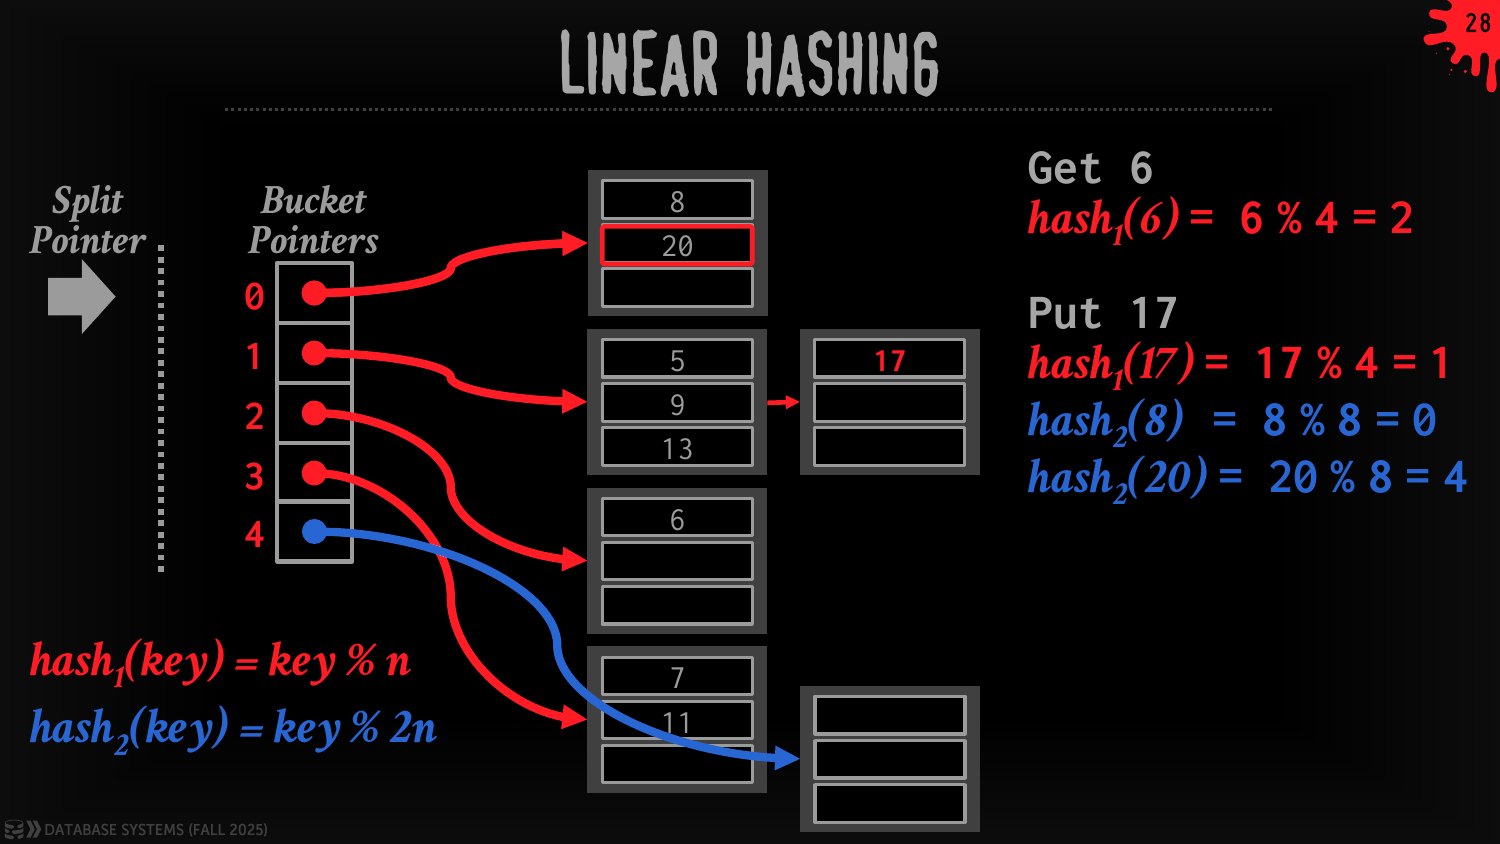 28
LINEAR HASHING
Split
Pointer
Bucket
Pointers
0
1
2
3
4
8
20
5
9
13
17
6
7
11
Get 6
hash1(6) = 6 % 4 = 2
Put 17
hash1(17) = 17 % 4 = 1
hash2(8) = 8 % 8 = 0
hash2(20) = 20 % 8 = 4
hash1(key) = key % n
hash2(key) = key % 2n
DATABASE SYSTEMS (FALL 2025)